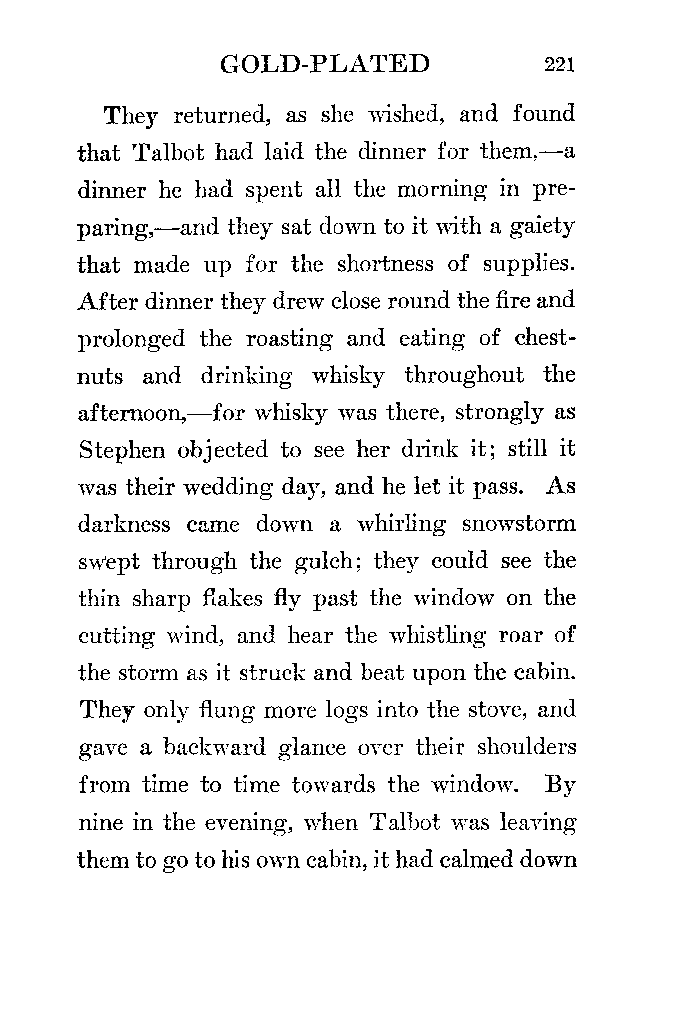 GOLD-PLATED 221
They returned, as she wished, and found
that Talbot had laid the dinner for them,—a
dinner he had spent all the morning in pre-
paring,—and they sat down to it with a gaiety
that made up for the shortness of supplies.
After dinner they drew close round the fire and
prolonged the roasting and eating of chest-
nuts and drinking whisky throughout the
afternoon,—for whisky was there, strongly as
Stephen objected to see her drink it; still it
was their wedding day, and he let it pass. As
darkness came down a whirling snowstorm
swept through the gulch; they could see the
thin sharp flakes fly past the window on the
cutting wind, and hear the whistling roar of
the storm as it struck and beat upon the cabin.
They only flung more logs into the stove, and
gave a backward glance over their shoulders
from time to time towards the window. By
nine in the evening, when Talbot was leaving
them to go to his own cabin, it had calmed down